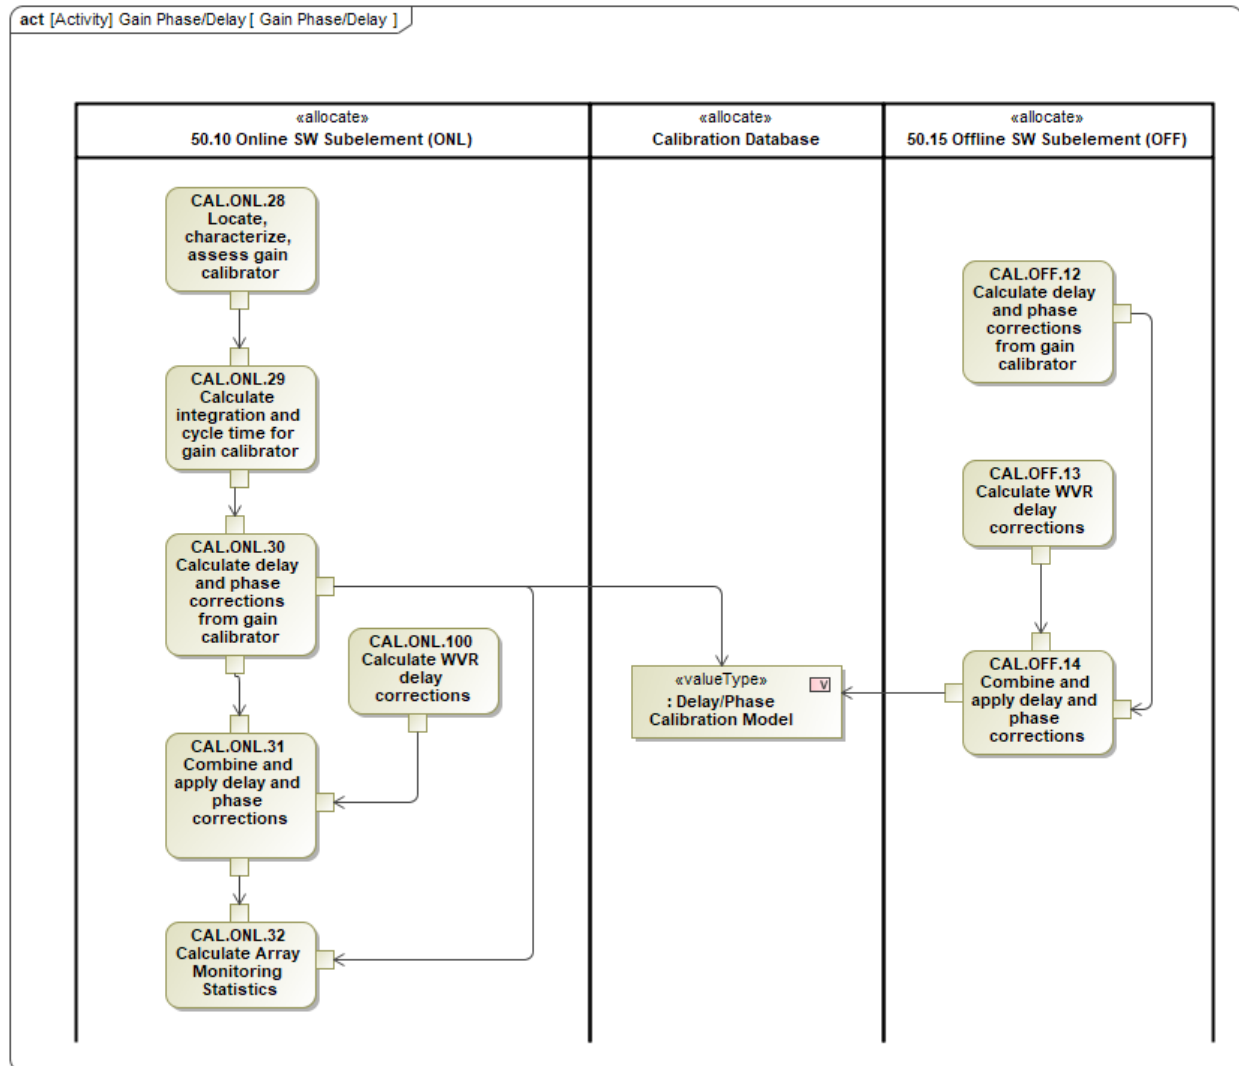 act [Activity] Gain Phase/Delay [ Gain Phase/Delay ]
«allocate»
50.10 Online SW Subelement (ONL)
«allocate»
Calibration Database
«allocate»
50.15 Offline SW Subelement (OFF)
CAL.ONL.28
Locate,
characterize,
assess gain
calibrator
CAL.ONL.29
Calculate
integration and
cycle time for
gain calibrator
CAL.ONL.30
Calculate delay
and phase
corrections
from gain
calibrator
CAL.ONL.100
Calculate WVR
delay
corrections
CAL.ONL.31
Combine and
apply delay and
phase
corrections
CAL.ONL.32
Calculate Array
Monitoring
Statistics
«valueType»
V
: Delay/Phase
Calibration Model
CAL.OFF.12
Calculate delay
and phase
corrections
from gain
calibrator
CAL.OFF.13
Calculate WVR
delay
corrections
CAL.OFF.14
Combine and
apply delay and
phase
corrections